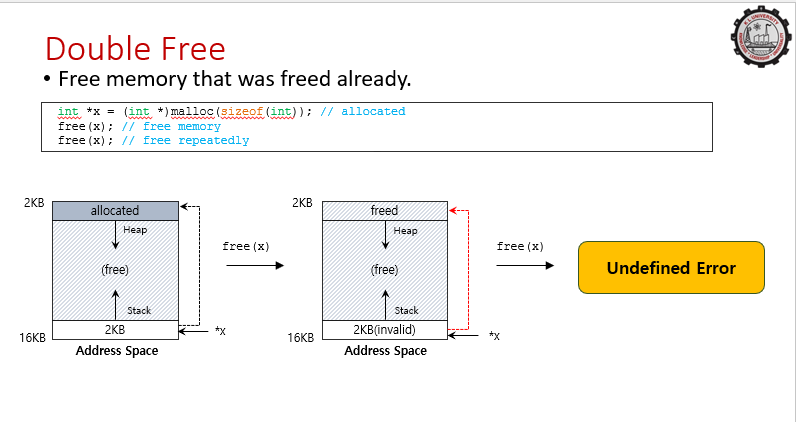 Double Free
• Free memory that was freed already.
int *x = (int *)malloc(sizeof(int)); // allocated
free(x); // free memory
free(x); // free repeatedly
2KB
allocated
Heap
(free)
Stack
2KB
16KB
*x
Address Space
free(x)
2KB
freed
Heap
(free)
Stack
2KB(invalid)
16KB
*x
Address Space
free(x)
Undefined Error